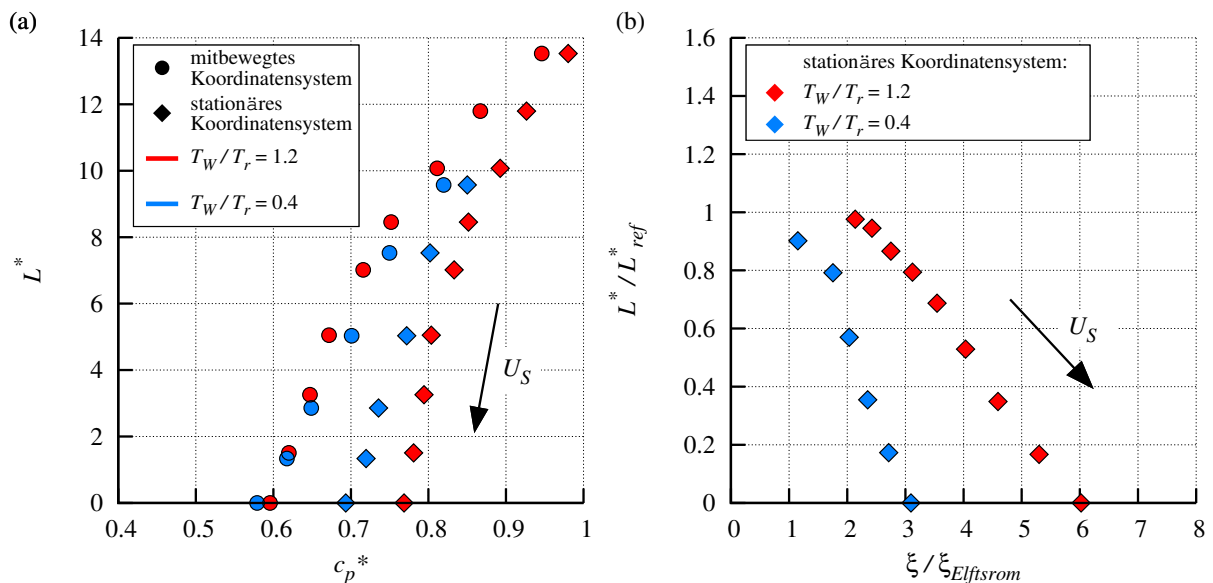 (a)
14
12
10
8
6
4
2
0
L*
mitbewegtes
Koordinatensystem
stationäres
Koordinatensystem
T_W / T_r = 1.2
T_W / T_r = 0.4
U_S
0.4 0.5 0.6 0.7 0.8 0.9 1
c_p*
(b)
1.6
1.4
1.2
1
0.8
0.6
0.4
0.2
0
L* / L*_ref
stationäres Koordinatensystem:
T_W / T_r = 1.2
T_W / T_r = 0.4
U_S
0 1 2 3 4 5 6 7 8
ξ / ξ_Elftsrom